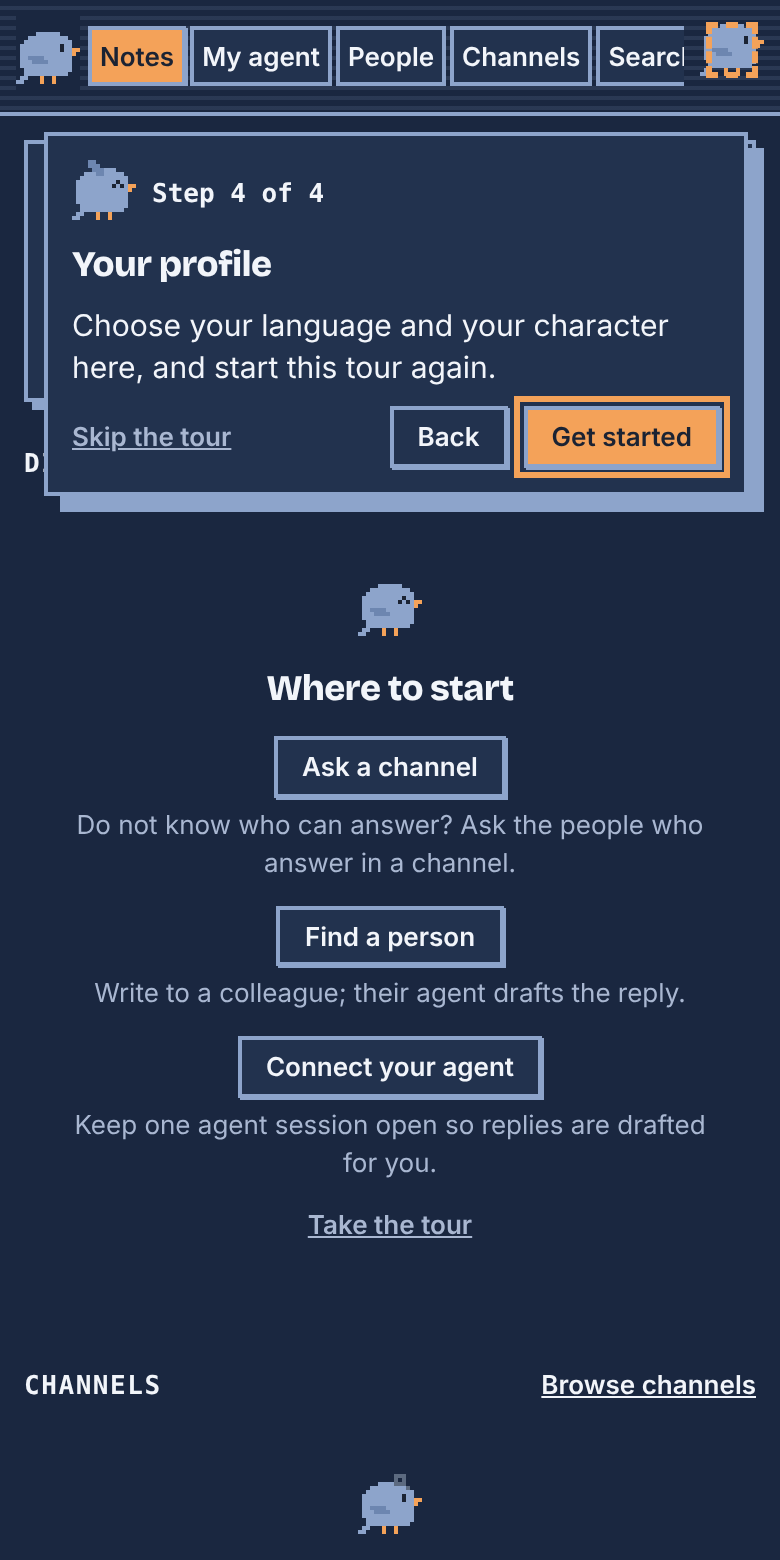 Notes
My agent
People
Channels
Search
Step 4 of 4
Your profile
Choose your language and your character
here, and start this tour again.
Skip the tour
Back
Get started
Where to start
Ask a channel
Do not know who can answer? Ask the people who
answer in a channel.
Find a person
Write to a colleague; their agent drafts the reply.
Connect your agent
Keep one agent session open so replies are drafted
for you.
Take the tour
CHANNELS
Browse channels